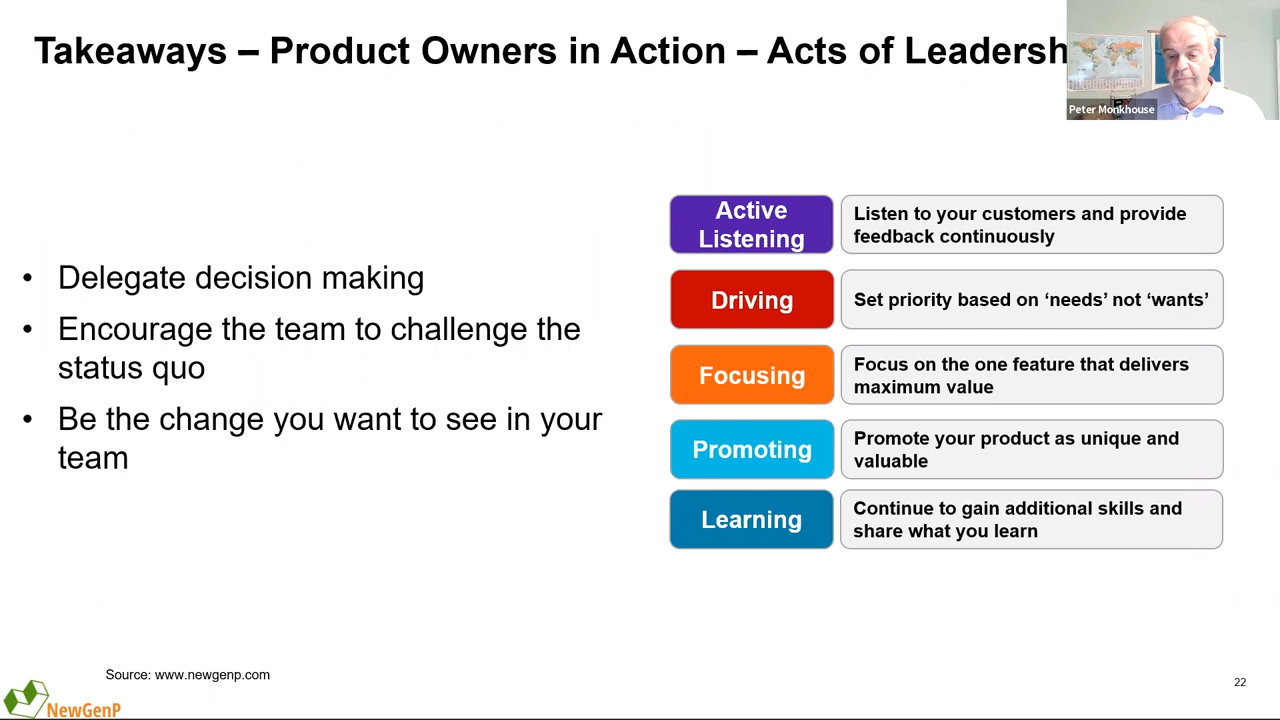 Takeaways – Product Owners in Action – Acts of Leadersh
Peter Monkhouse
• Delegate decision making
• Encourage the team to challenge the
status quo
• Be the change you want to see in your
team
Active
Listening
Listen to your customers and provide
feedback continuously
Driving
Set priority based on ‘needs’ not ‘wants’
Focusing
Focus on the one feature that delivers
maximum value
Promoting
Promote your product as unique and
valuable
Learning
Continue to gain additional skills and
share what you learn
Source: www.newgenp.com
22
NewGenP